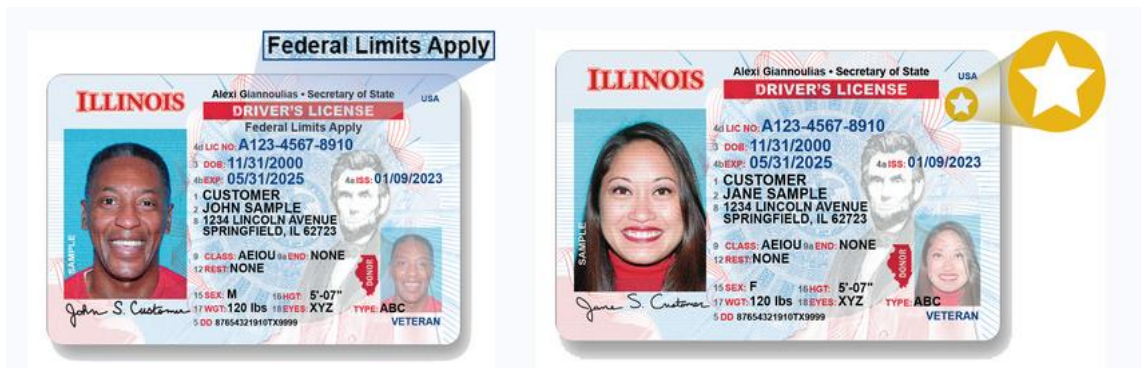 Federal Limits Apply
ILLINOIS
Alexi Giannoulias • Secretary of State
USA
DRIVER'S LICENSE
Federal Limits Apply
4d LIC NO: A123-4567-8910
3 DOB: 11/31/2000
4b EXP: 05/31/2025 4a ISS: 01/09/2023
1 CUSTOMER
2 JOHN SAMPLE
8 1234 LINCOLN AVENUE
SPRINGFIELD, IL 62723
9 CLASS: AEIOU 9a END: NONE
12 REST: NONE
DONOR
SAMPLE
15 SEX: M 16 HGT: 5'-07"
17 WGT: 120 lbs 18 EYES: XYZ TYPE: ABC
John S. Customer
5 DD 87654321910TX9999
VETERAN
ILLINOIS
Alexi Giannoulias • Secretary of State
USA
DRIVER'S LICENSE
4d LIC NO: A123-4567-8910
3 DOB: 11/31/2000
4b EXP: 05/31/2025 4a ISS: 01/09/2023
1 CUSTOMER
2 JANE SAMPLE
8 1234 LINCOLN AVENUE
SPRINGFIELD, IL 62723
9 CLASS: AEIOU 9a END: NONE
12 REST: NONE
DONOR
SAMPLE
15 SEX: F 16 HGT: 5'-07"
17 WGT: 120 lbs 18 EYES: XYZ TYPE: ABC
Jane S. Customer
5 DD 87654321910TX9999
VETERAN